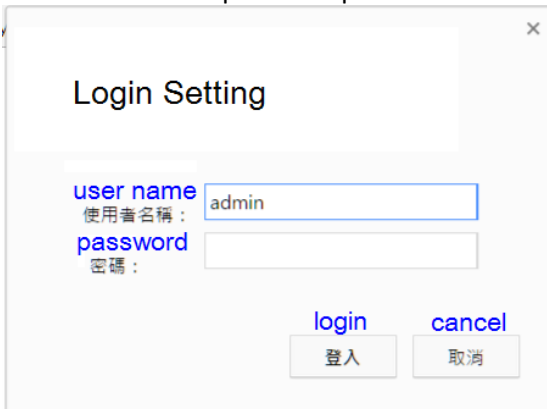 ×
Login Setting
user name
使用者名稱：
admin
password
密碼：
login cancel
登入 取消